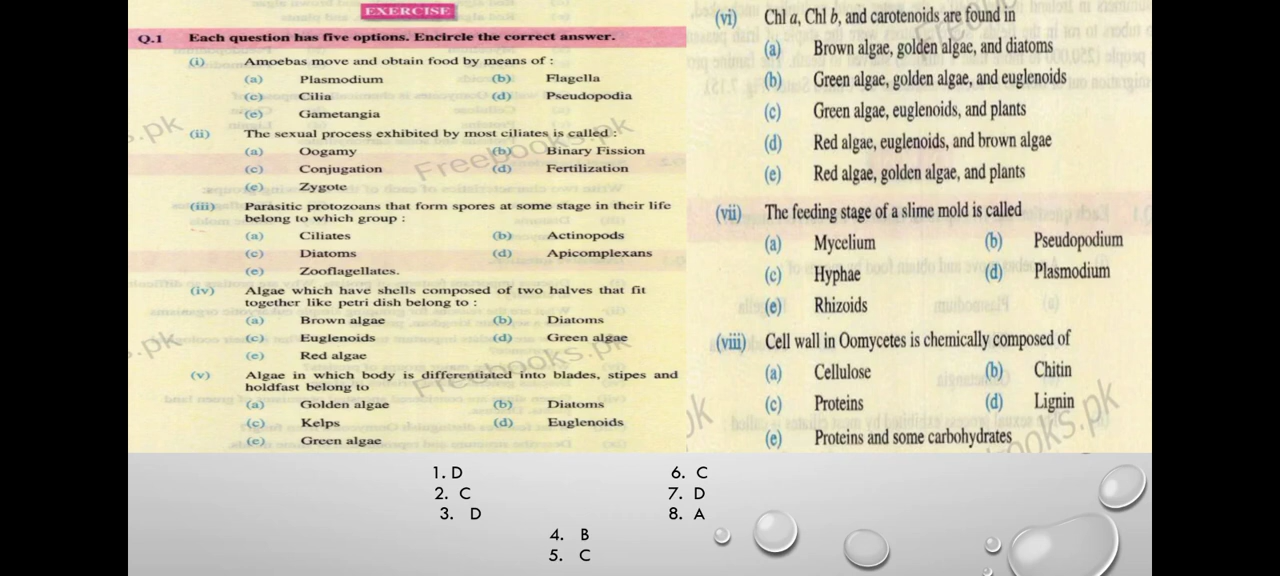 EXERCISE
Q.1 Each question has five options. Encircle the correct answer.
(i) Amoebas move and obtain food by means of :
(a) Plasmodium (b) Flagella
(c) Cilia (d) Pseudopodia
(e) Gametangia
(ii) The sexual process exhibited by most ciliates is called :
(a) Oogamy (b) Binary Fission
(c) Conjugation (d) Fertilization
(e) Zygote
(iii) Parasitic protozoans that form spores at some stage in their life
belong to which group :
(a) Ciliates (b) Actinopods
(c) Diatoms (d) Apicomplexans
(e) Zooflagellates.
(iv) Algae which have shells composed of two halves that fit
together like petri dish belong to :
(a) Brown algae (b) Diatoms
(c) Euglenoids (d) Green algae
(e) Red algae
(v) Algae in which body is differentiated into blades, stipes and
holdfast belong to
(a) Golden algae (b) Diatoms
(c) Kelps (d) Euglenoids
(e) Green algae
(vi) Chl a, Chl b, and carotenoids are found in
(a) Brown algae, golden algae, and diatoms
(b) Green algae, golden algae, and euglenoids
(c) Green algae, euglenoids, and plants
(d) Red algae, euglenoids, and brown algae
(e) Red algae, golden algae, and plants
(vii) The feeding stage of a slime mold is called
(a) Mycelium (b) Pseudopodium
(c) Hyphae (d) Plasmodium
(e) Rhizoids
(viii) Cell wall in Oomycetes is chemically composed of
(a) Cellulose (b) Chitin
(c) Proteins (d) Lignin
(e) Proteins and some carbohydrates
Freebooks.pk
Freebooks.pk
1. D
2. C
3. D
4. B
5. C
6. C
7. D
8. A